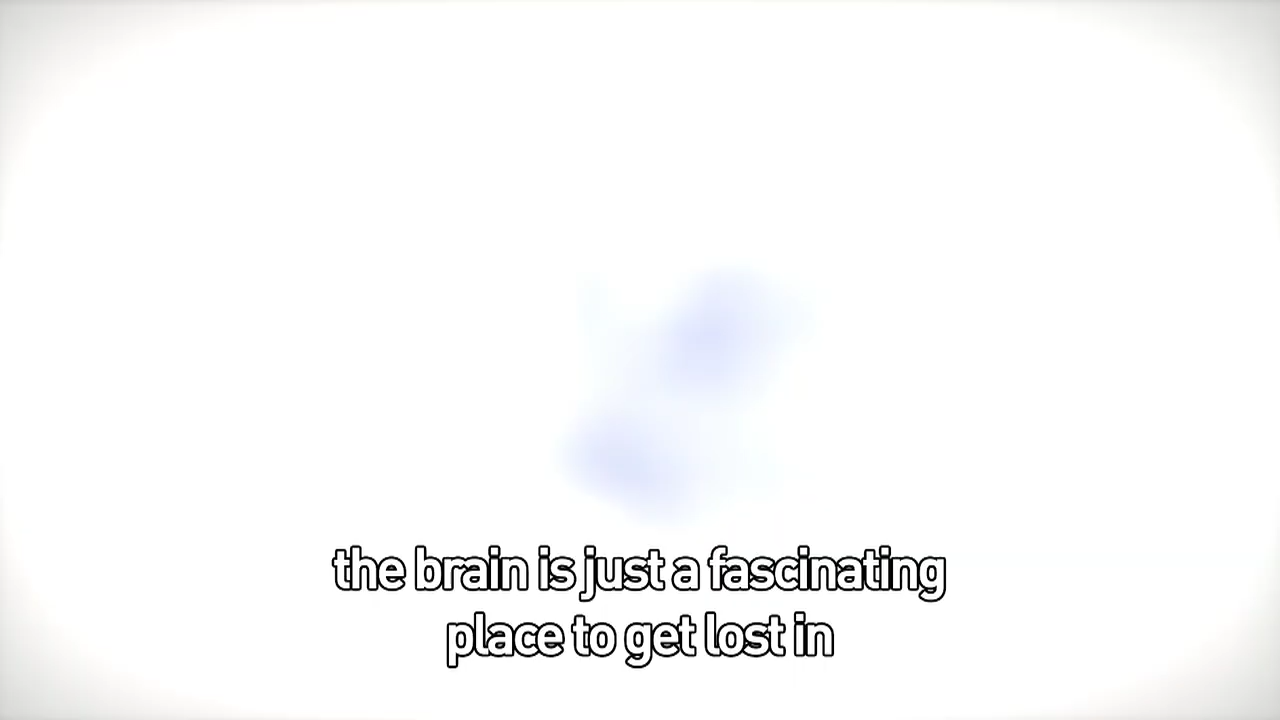 the brain is just a fascinating
place to get lost in